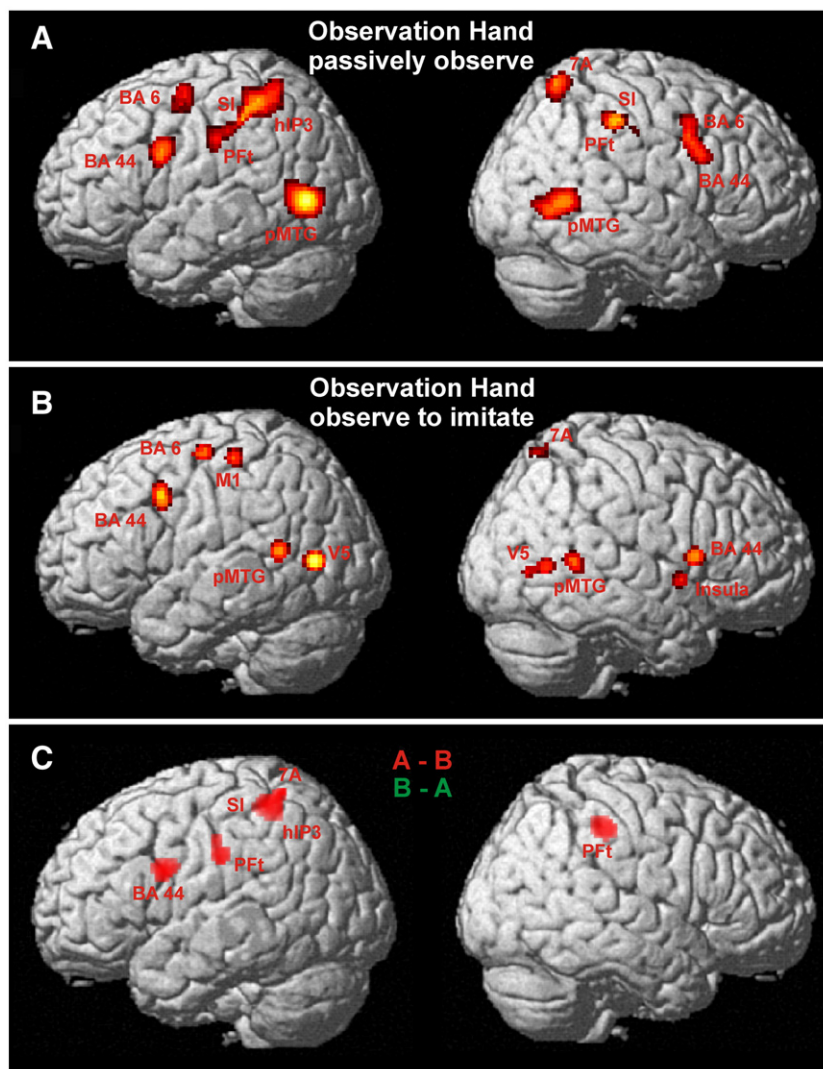 A
Observation Hand
passively observe
BA 6
SI
hIP3
BA 44
PFt
pMTG
7A
SI
PFt
BA 6
BA 44
pMTG
B
Observation Hand
observe to imitate
BA 6
M1
BA 44
pMTG
V5
7A
V5
pMTG
BA 44
Insula
C
A - B
B - A
7A
SI
hIP3
PFt
BA 44
PFt